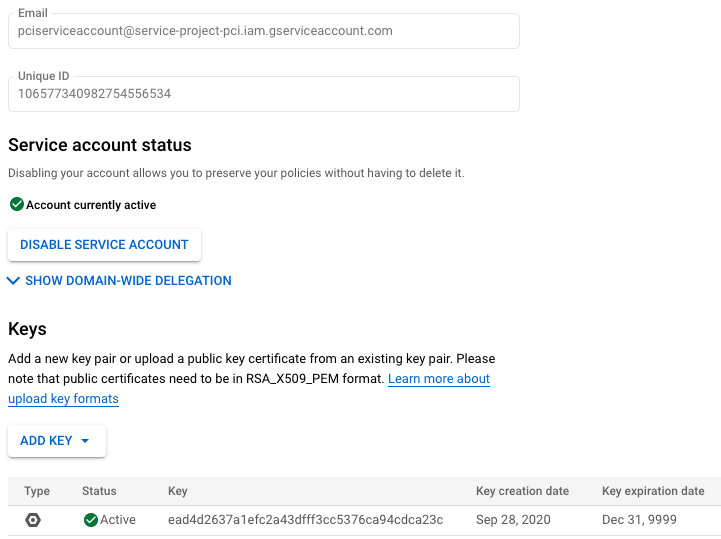 Email
pciserviceaccount@service-project-pci.iam.gserviceaccount.com
Unique ID
106577340982754556534
Service account status
Disabling your account allows you to preserve your policies without having to delete it.
Account currently active
DISABLE SERVICE ACCOUNT
SHOW DOMAIN-WIDE DELEGATION
Keys
Add a new key pair or upload a public key certificate from an existing key pair. Please
note that public certificates need to be in RSA_X509_PEM format. Learn more about
upload key formats
ADD KEY
Type Status Key Key creation date Key expiration date
Active ead4d2637a1efc2a43dfff3cc5376ca94cdca23c Sep 28, 2020 Dec 31, 9999